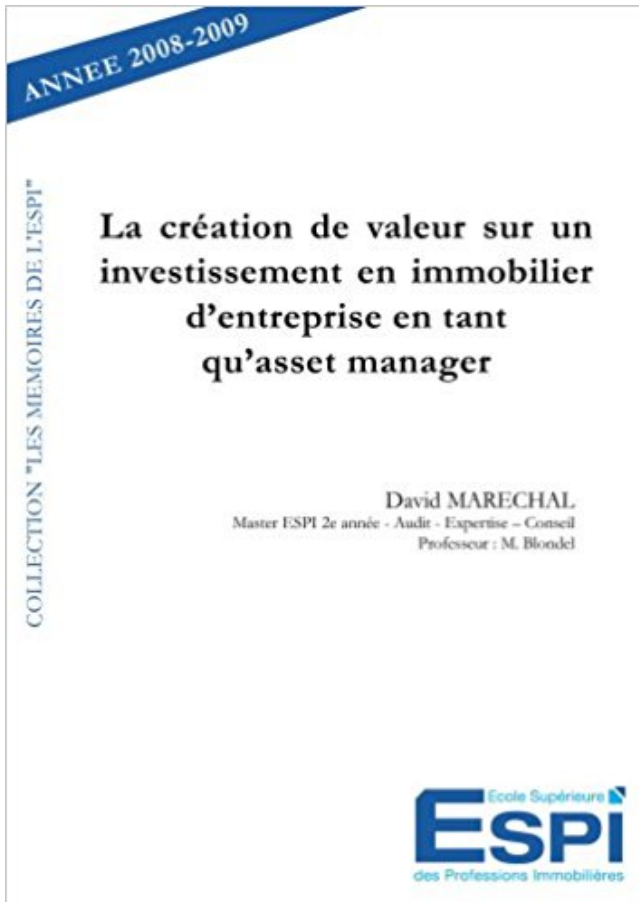 ANNEE 2008-2009
COLLECTION "LES MEMOIRES DE L'ESPI"
La création de valeur sur un
investissement en immobilier
d'entreprise en tant
qu'asset manager
David MARECHAL
Master ESPI 2e année - Audit - Expertise – Conseil
Professeur : M. Blondel
Ecole Supérieure
ESPI
des Professions Immobilières